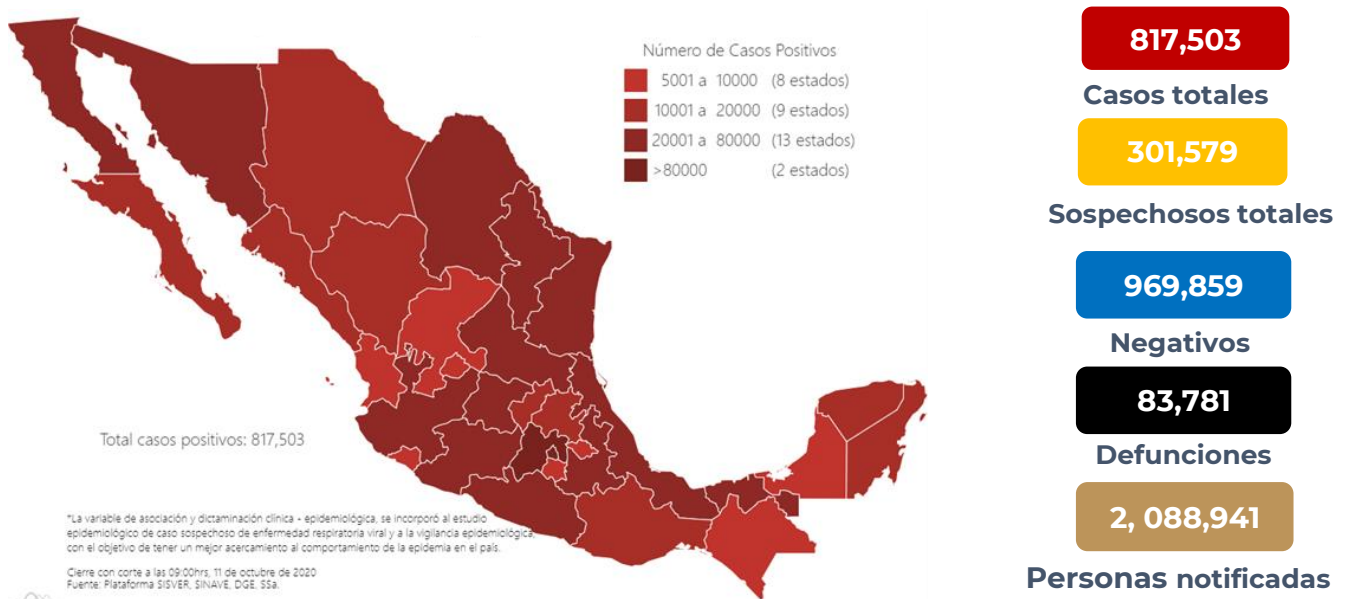 Número de Casos Positivos
5001 a 10000 (8 estados)
10001 a 20000 (9 estados)
20001 a 80000 (13 estados)
>80000 (2 estados)
Total casos positivos: 817,503
*La variable de asociación y dictaminación clínica - epidemiológica, se incorporó al estudio
epidemiológico de caso sospechoso de enfermedad respiratoria viral y a la vigilancia epidemiológica,
con el objetivo de tener un mejor acercamiento al comportamiento de la epidemia en el país.
Cierre con corte a las 09:00hrs, 11 de octubre de 2020
Fuente: Plataforma SISVER, SINAVE, DGE, SSa.
817,503
Casos totales
301,579
Sospechosos totales
969,859
Negativos
83,781
Defunciones
2, 088,941
Personas notificadas